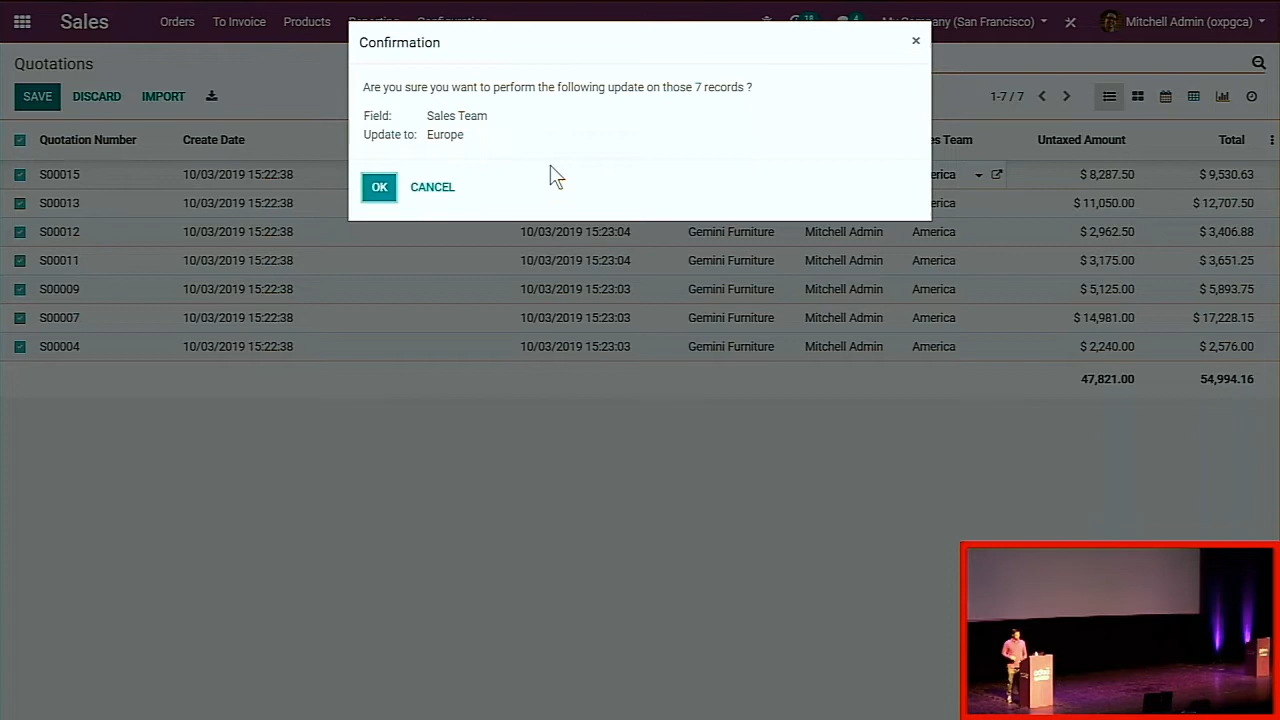 Sales
Orders
To Invoice
Products
Reporting
Configuration
18
4
My Company (San Francisco)
Mitchell Admin (oxpgca)
Confirmation
×
Are you sure you want to perform the following update on those 7 records ?
Field: Sales Team
Update to: Europe
OK CANCEL
Quotations
SAVE DISCARD IMPORT
1-7 / 7
Quotation Number Create Date es Team Untaxed Amount Total
S00015 10/03/2019 15:22:38 erica $ 8,287.50 $ 9,530.63
S00013 10/03/2019 15:22:38 $ 11,050.00 $ 12,707.50
S00012 10/03/2019 15:22:38 10/03/2019 15:23:04 Gemini Furniture Mitchell Admin America $ 2,962.50 $ 3,406.88
S00011 10/03/2019 15:22:38 10/03/2019 15:23:04 Gemini Furniture Mitchell Admin America $ 3,175.00 $ 3,651.25
S00009 10/03/2019 15:22:38 10/03/2019 15:23:03 Gemini Furniture Mitchell Admin America $ 5,125.00 $ 5,893.75
S00007 10/03/2019 15:22:38 10/03/2019 15:23:03 Gemini Furniture Mitchell Admin America $ 14,981.00 $ 17,228.15
S00004 10/03/2019 15:22:38 10/03/2019 15:23:03 Gemini Furniture Mitchell Admin America $ 2,240.00 $ 2,576.00
47,821.00 54,994.16